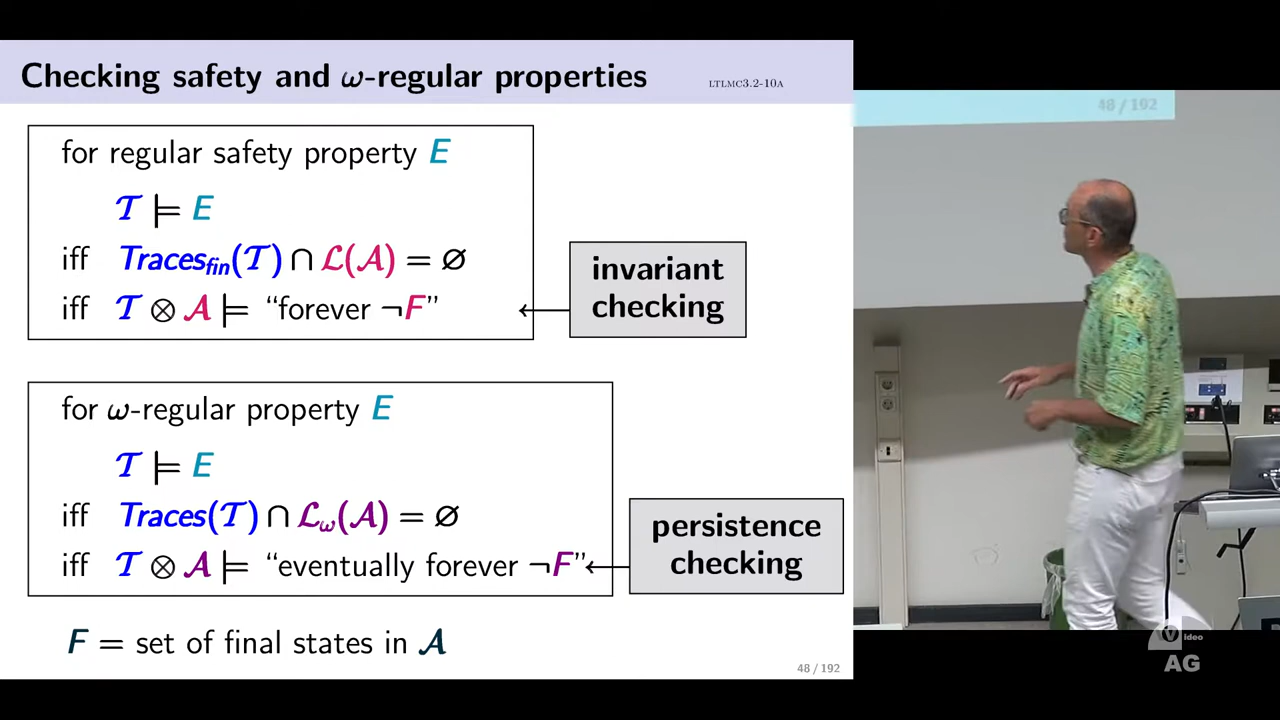 Checking safety and ω-regular properties
LTLMC3.2-10A
for regular safety property E
𝒯 ⊨ E
iff Traces_fin(𝒯) ∩ ℒ(𝒜) = ∅
iff 𝒯 ⊗ 𝒜 ⊨ “forever ¬F”
invariant
checking
for ω-regular property E
𝒯 ⊨ E
iff Traces(𝒯) ∩ ℒ_ω(𝒜) = ∅
iff 𝒯 ⊗ 𝒜 ⊨ “eventually forever ¬F”
persistence
checking
F = set of final states in 𝒜
48 / 192
48 / 192
Video
AG